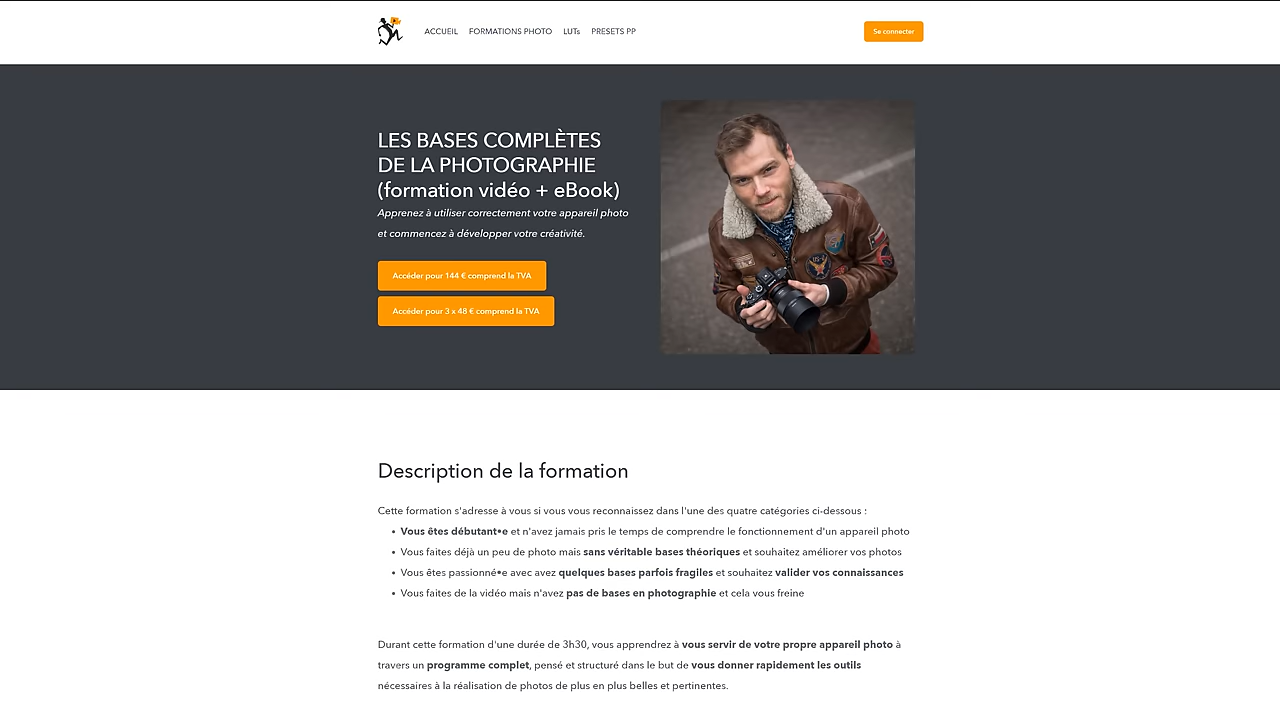 ACCUEIL FORMATIONS PHOTO LUTs PRESETS PP Se connecter
LES BASES COMPLÈTES
DE LA PHOTOGRAPHIE
(formation vidéo + eBook)
Apprenez à utiliser correctement votre appareil photo
et commencez à développer votre créativité.
Accéder pour 144 € comprend la TVA
Accéder pour 3 x 48 € comprend la TVA
Description de la formation
Cette formation s'adresse à vous si vous vous reconnaissez dans l'une des quatre catégories ci-dessous :
• Vous êtes débutant•e et n'avez jamais pris le temps de comprendre le fonctionnement d'un appareil photo
• Vous faites déjà un peu de photo mais sans véritable bases théoriques et souhaitez améliorer vos photos
• Vous êtes passionné•e avec avez quelques bases parfois fragiles et souhaitez valider vos connaissances
• Vous faites de la vidéo mais n'avez pas de bases en photographie et cela vous freine
Durant cette formation d'une durée de 3h30, vous apprendrez à vous servir de votre propre appareil photo à
travers un programme complet, pensé et structuré dans le but de vous donner rapidement les outils
nécessaires à la réalisation de photos de plus en plus belles et pertinentes.